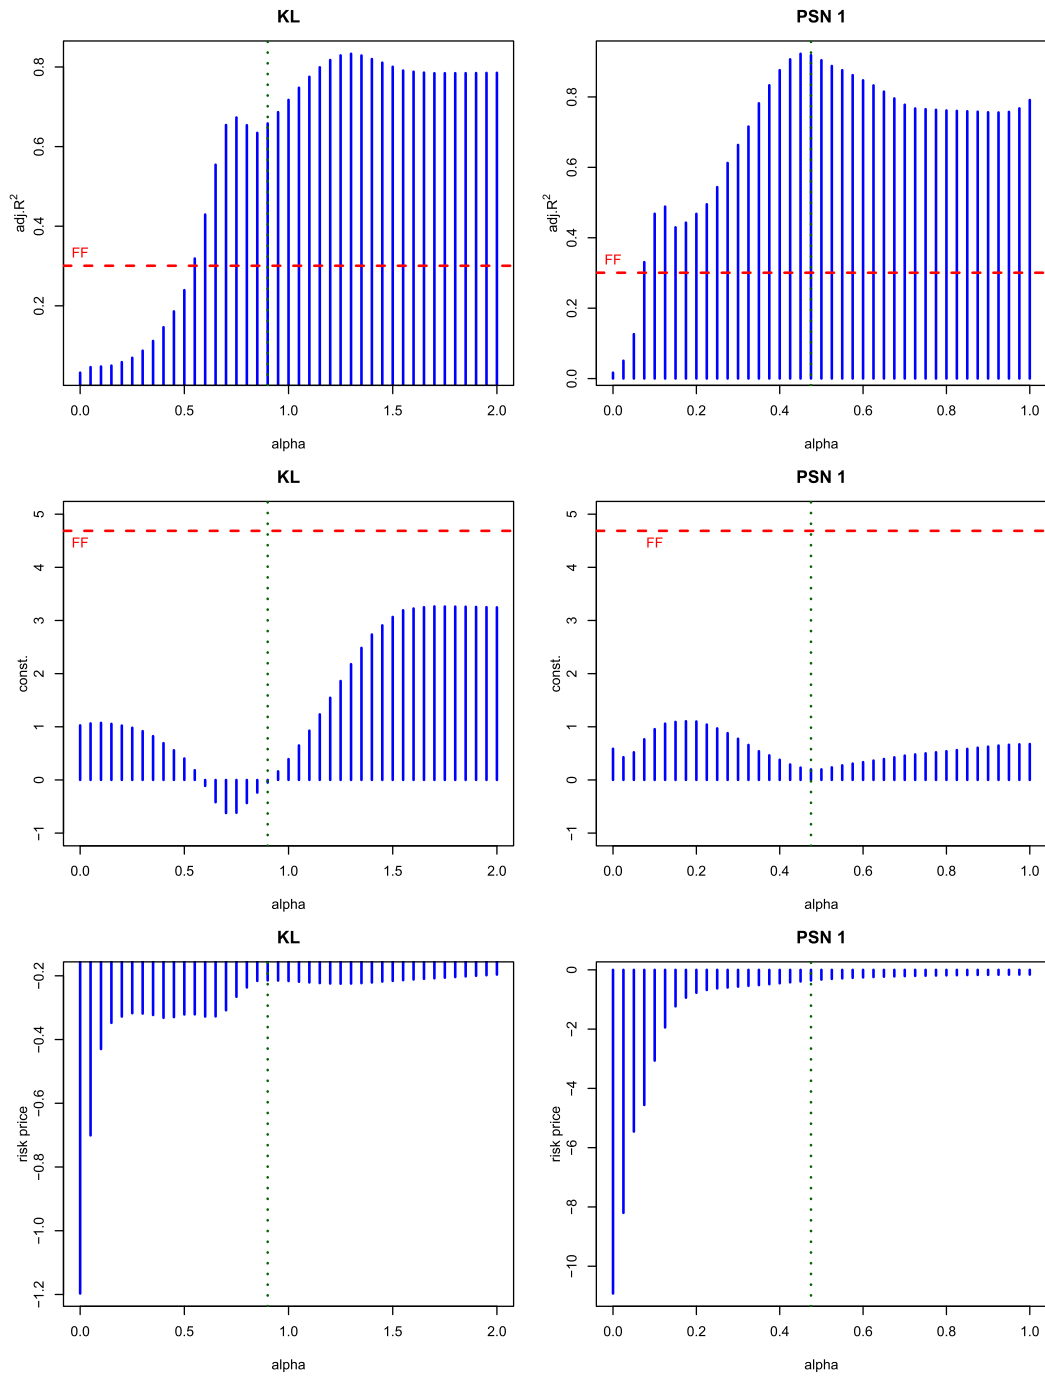 KL
adj.R²
0.2 0.4 0.6 0.8
FF
0.0 0.5 1.0 1.5 2.0
alpha
PSN 1
adj.R²
0.0 0.2 0.4 0.6 0.8
FF
0.0 0.2 0.4 0.6 0.8 1.0
alpha
KL
const.
−1 0 1 2 3 4 5
FF
0.0 0.5 1.0 1.5 2.0
alpha
PSN 1
const.
−1 0 1 2 3 4 5
FF
0.0 0.2 0.4 0.6 0.8 1.0
alpha
KL
risk price
−1.2 −1.0 −0.8 −0.6 −0.4 −0.2
0.0 0.5 1.0 1.5 2.0
alpha
PSN 1
risk price
−10 −8 −6 −4 −2 0
0.0 0.2 0.4 0.6 0.8 1.0
alpha